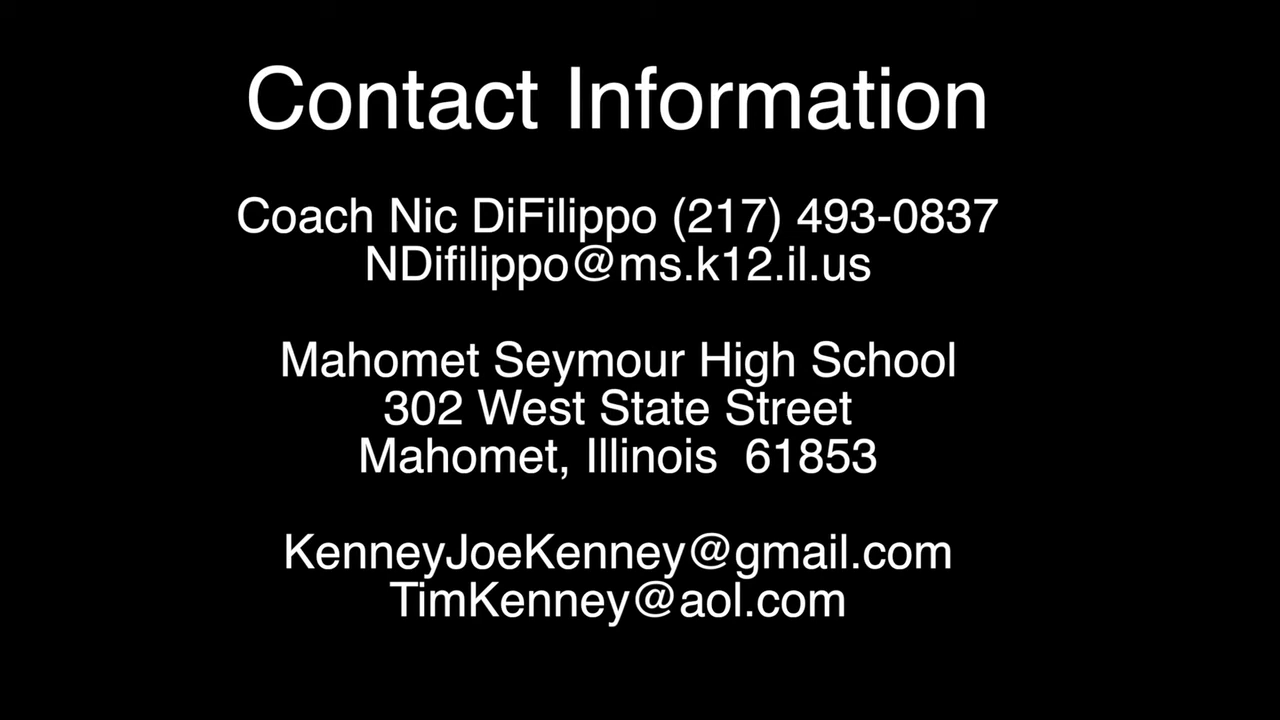 Contact Information
Coach Nic DiFilippo (217) 493-0837
NDifilippo@ms.k12.il.us
Mahomet Seymour High School
302 West State Street
Mahomet, Illinois  61853
KenneyJoeKenney@gmail.com
TimKenney@aol.com